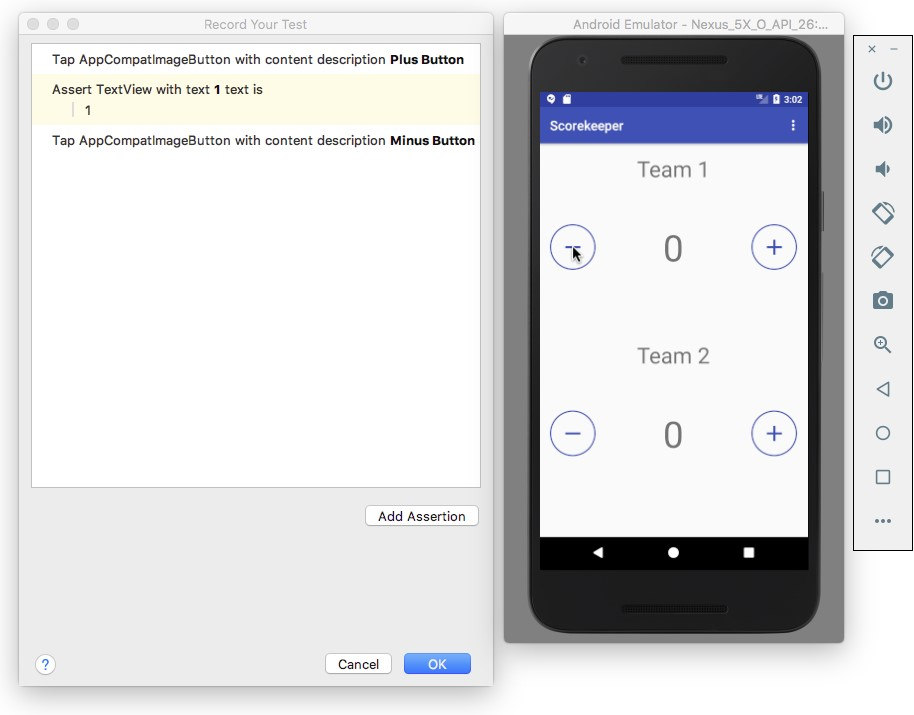 Record Your Test
Tap AppCompatImageButton with content description Plus Button
Assert TextView with text 1 text is
1
Tap AppCompatImageButton with content description Minus Button
Add Assertion
?
Cancel
OK
Android Emulator - Nexus_5X_O_API_26:...
3:02
Scorekeeper
Team 1
0
Team 2
0